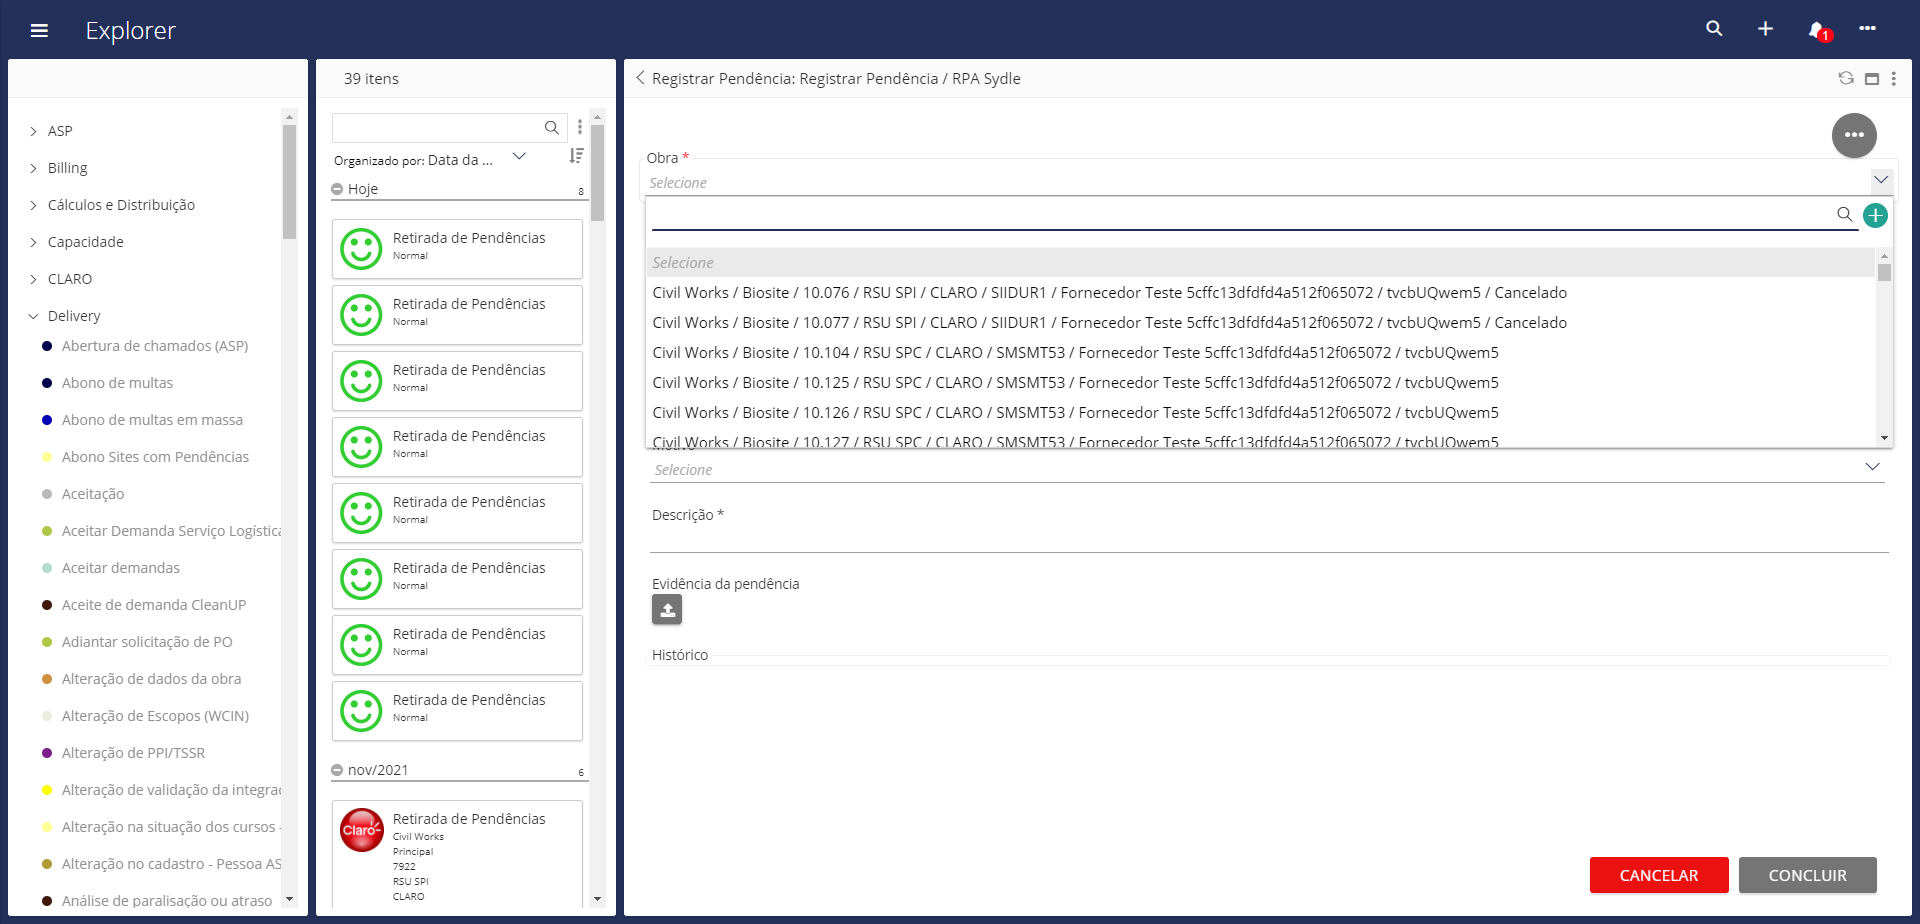 Explorer
1
ASP
Billing
Cálculos e Distribuição
Capacidade
CLARO
Delivery
Abertura de chamados (ASP)
Abono de multas
Abono de multas em massa
Abono Sites com Pendências
Aceitação
Aceitar Demanda Serviço Logística
Aceitar demandas
Aceite de demanda CleanUP
Adiantar solicitação de PO
Alteração de dados da obra
Alteração de Escopos (WCIN)
Alteração de PPI/TSSR
Alteração de validação da integrad
Alteração na situação dos cursos -
Alteração no cadastro - Pessoa AS
Análise de paralisação ou atraso
39 itens
Organizado por: Data da ...
Hoje 8
Retirada de Pendências
Normal
Retirada de Pendências
Normal
Retirada de Pendências
Normal
Retirada de Pendências
Normal
Retirada de Pendências
Normal
Retirada de Pendências
Normal
Retirada de Pendências
Normal
Retirada de Pendências
Normal
nov/2021 6
Claro
Retirada de Pendências
Civil Works
Principal
7922
RSU SPI
CLARO
Registrar Pendência: Registrar Pendência / RPA Sydle
Obra *
Selecione
Selecione
Civil Works / Biosite / 10.076 / RSU SPI / CLARO / SIIDUR1 / Fornecedor Teste 5cffc13dfdfd4a512f065072 / tvcbUQwem5 / Cancelado
Civil Works / Biosite / 10.077 / RSU SPI / CLARO / SIIDUR1 / Fornecedor Teste 5cffc13dfdfd4a512f065072 / tvcbUQwem5 / Cancelado
Civil Works / Biosite / 10.104 / RSU SPC / CLARO / SMSMT53 / Fornecedor Teste 5cffc13dfdfd4a512f065072 / tvcbUQwem5
Civil Works / Biosite / 10.125 / RSU SPC / CLARO / SMSMT53 / Fornecedor Teste 5cffc13dfdfd4a512f065072 / tvcbUQwem5
Civil Works / Biosite / 10.126 / RSU SPC / CLARO / SMSMT53 / Fornecedor Teste 5cffc13dfdfd4a512f065072 / tvcbUQwem5
Civil Works / Biosite / 10.127 / RSU SPC / CLARO / SMSMT53 / Fornecedor Teste 5cffc13dfdfd4a512f065072 / tvcbUQwem5
Motivo
Selecione
Descrição *
Evidência da pendência
Histórico
CANCELAR
CONCLUIR